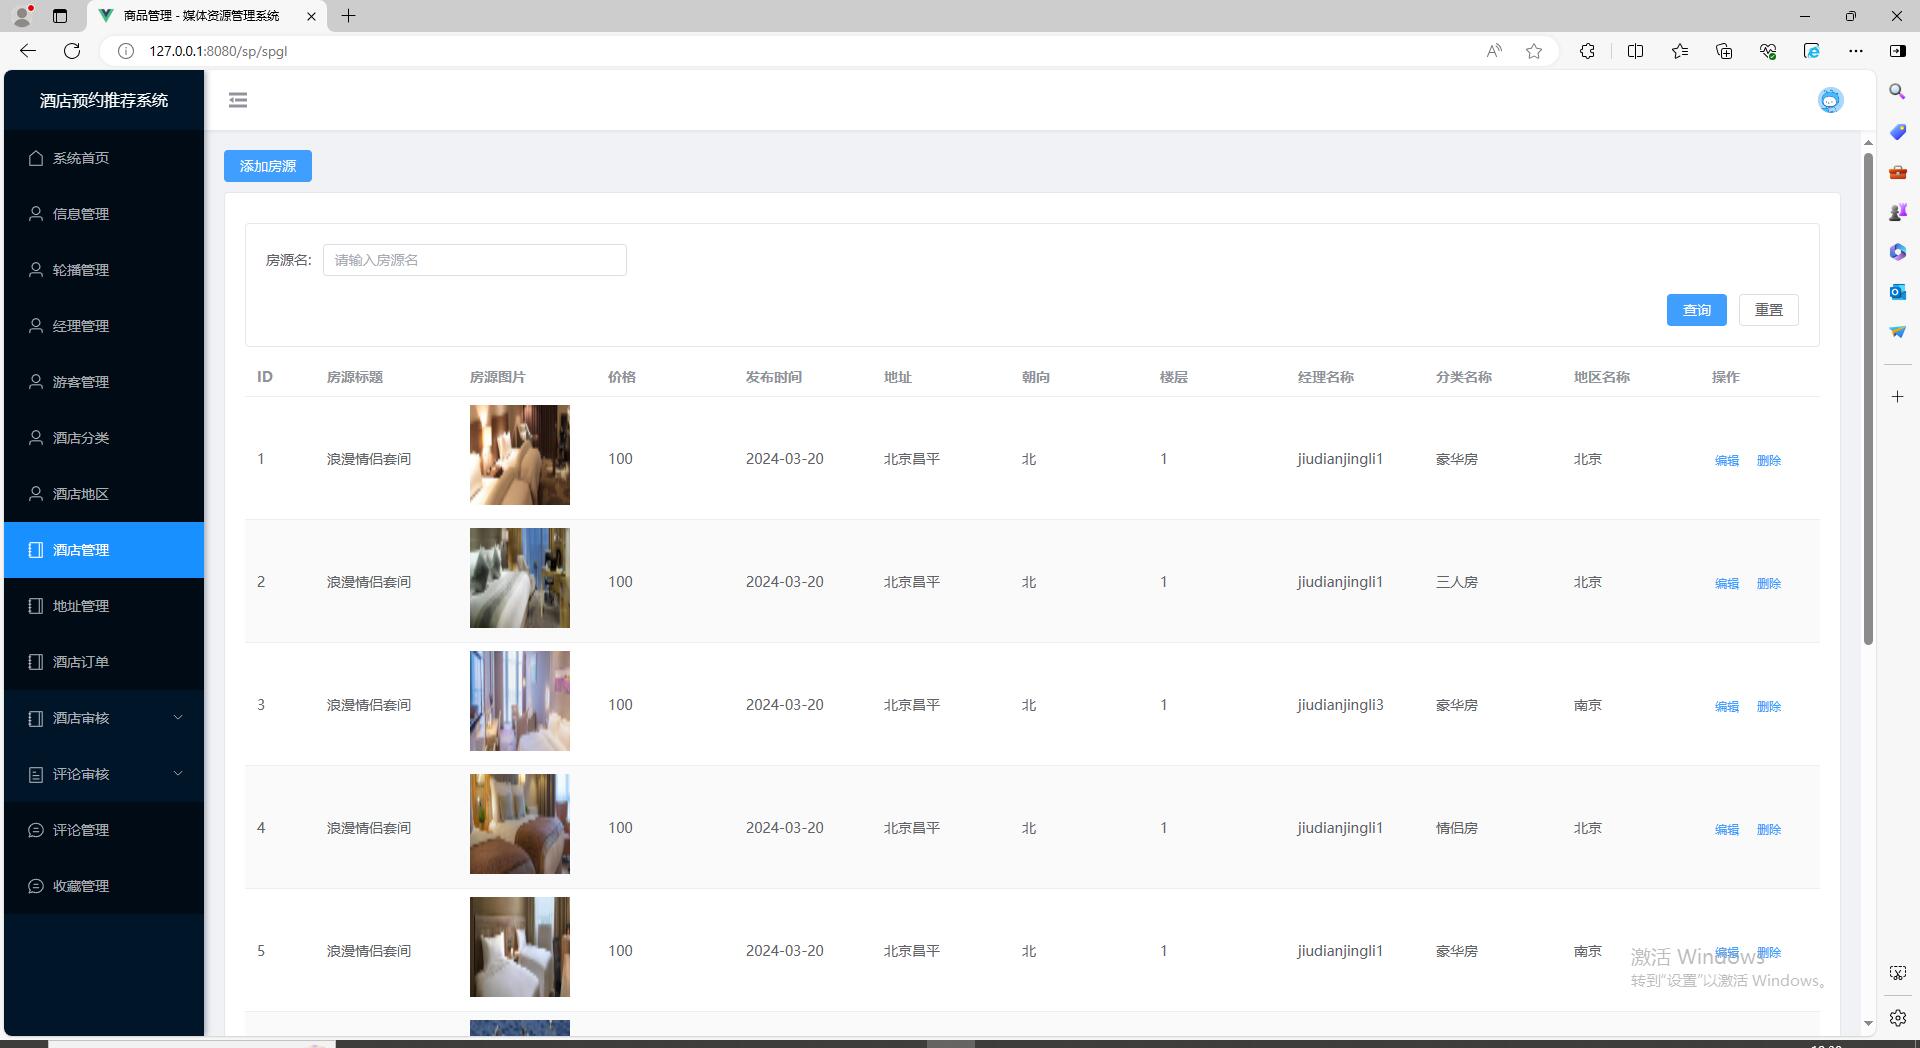 商品管理 - 媒体资源管理系统
127.0.0.1:8080/sp/spgl
酒店预约推荐系统
系统首页
信息管理
轮播管理
经理管理
游客管理
酒店分类
酒店地区
酒店管理
地址管理
酒店订单
酒店审核
评论审核
评论管理
收藏管理
添加房源
房源名: 请输入房源名
查询 重置
ID 房源标题 房源图片 价格 发布时间 地址 朝向 楼层 经理名称 分类名称 地区名称 操作
1 浪漫情侣套间 100 2024-03-20 北京昌平 北 1 jiudianjingli1 豪华房 北京 编辑 删除
2 浪漫情侣套间 100 2024-03-20 北京昌平 北 1 jiudianjingli1 三人房 北京 编辑 删除
3 浪漫情侣套间 100 2024-03-20 北京昌平 北 1 jiudianjingli3 豪华房 南京 编辑 删除
4 浪漫情侣套间 100 2024-03-20 北京昌平 北 1 jiudianjingli1 情侣房 北京 编辑 删除
5 浪漫情侣套间 100 2024-03-20 北京昌平 北 1 jiudianjingli1 豪华房 南京 编辑 删除
激活 Windows
转到“设置”以激活 Windows。